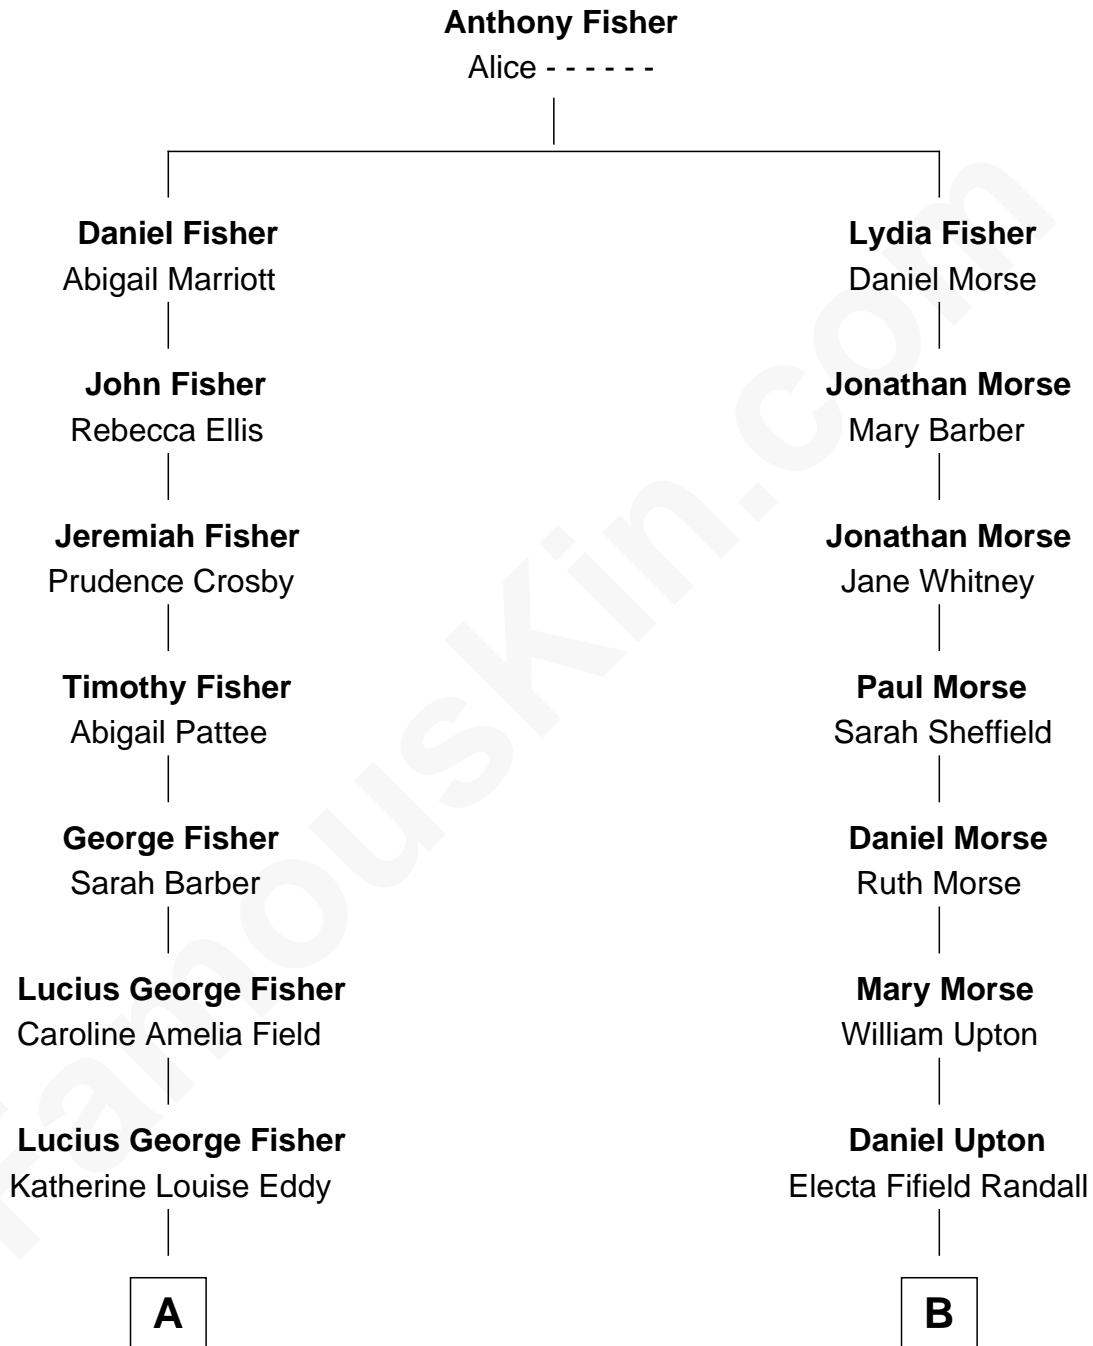 Anthony Fisher
Alice - - - - - -
Daniel Fisher
Abigail Marriott
Lydia Fisher
Daniel Morse
John Fisher
Rebecca Ellis
Jonathan Morse
Mary Barber
Jeremiah Fisher
Prudence Crosby
Jonathan Morse
Jane Whitney
Timothy Fisher
Abigail Pattee
Paul Morse
Sarah Sheffield
George Fisher
Sarah Barber
Daniel Morse
Ruth Morse
Lucius George Fisher
Caroline Amelia Field
Mary Morse
William Upton
Lucius George Fisher
Katherine Louise Eddy
Daniel Upton
Electa Fifield Randall
A
B
FamousKin.com